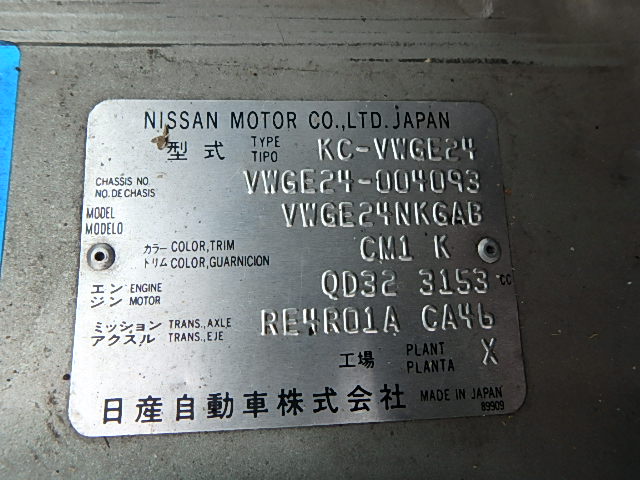 NISSAN MOTOR CO.,LTD. JAPAN
型式 TYPE TIPO KC-VWGE24
CHASSIS NO. NO. DE CHASIS VWGE24-004093
MODEL MODELO VWGE24NKGAB
カラー COLOR, TRIM CM1 K
トリム COLOR, GUARNICION
エン ENGINE QD32 3153 CC
ジン MOTOR
ミッション TRANS., AXLE RE4R01A CA46
アクスル TRANS., EJE
工場 PLANT PLANTA X
日産自動車株式会社 MADE IN JAPAN
89909